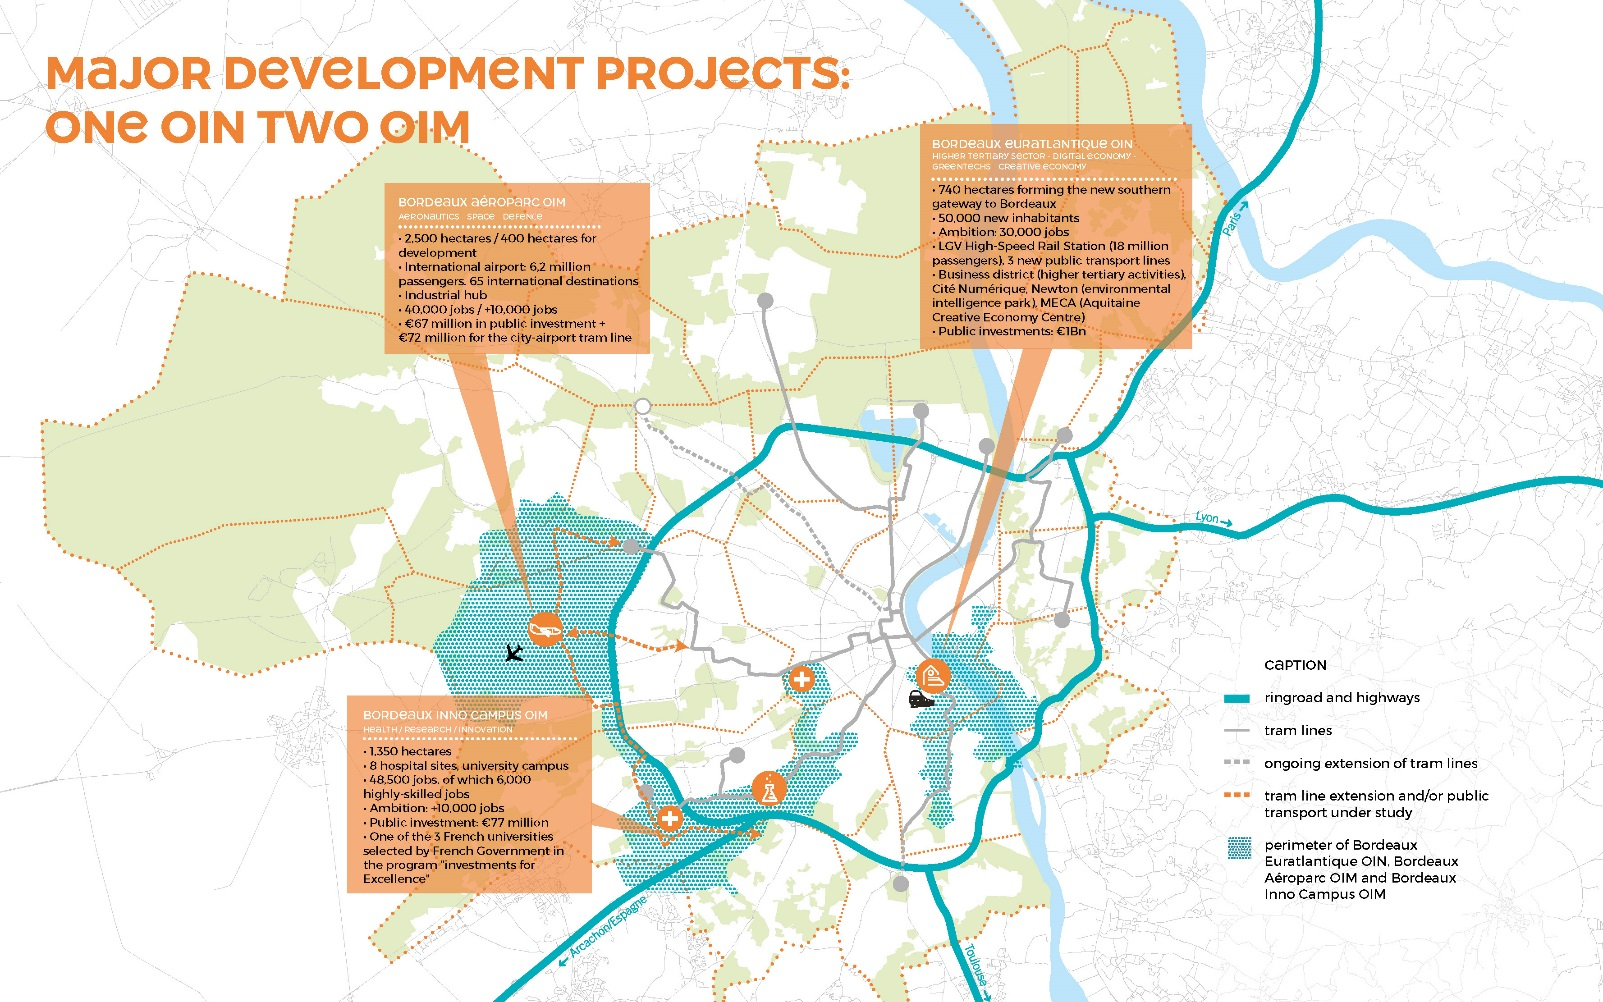 MAJOR DEVELOPMENT PROJECTS:
ONE OIN TWO OIM
BORDEAUX AÉROPARC OIM
AERONAUTICS SPACE DEFENCE
• 2,500 hectares / 400 hectares for
development
• International airport: 6,2 million
passengers. 65 international destinations
• Industrial hub
• 40,000 jobs / +10,000 jobs
• €67 million in public investment +
€72 million for the city-airport tram line
BORDEAUX EURATLANTIQUE OIN
HIGHER TERTIARY SECTOR - DIGITAL ECONOMY -
GREENTECHS CREATIVE ECONOMY
• 740 hectares forming the new southern
gateway to Bordeaux
• 50,000 new inhabitants
• Ambition: 30,000 jobs
• LGV High-Speed Rail Station (18 million
passengers), 3 new public transport lines
• Business district (higher tertiary activities),
Cité Numérique, Newton (environmental
intelligence park), MECA (Aquitaine
Creative Economy Centre)
• Public investments: €1Bn
Paris →
Lyon →
BORDEAUX INNO CAMPUS OIM
HEALTH / RESEARCH / INNOVATION
• 1,350 hectares
• 8 hospital sites, university campus
• 48,500 jobs, of which 6,000
highly-skilled jobs
• Ambition: +10,000 jobs
• Public investment: €77 million
• One of the 3 French universities
selected by French Government in
the program "investments for
Excellence"
← Arcachon/Espagne
Toulouse →
CAPTION
ringroad and highways
tram lines
ongoing extension of tram lines
tram line extension and/or public
transport under study
perimeter of Bordeaux
Euratlantique OIN, Bordeaux
Aéroparc OIM and Bordeaux
Inno Campus OIM